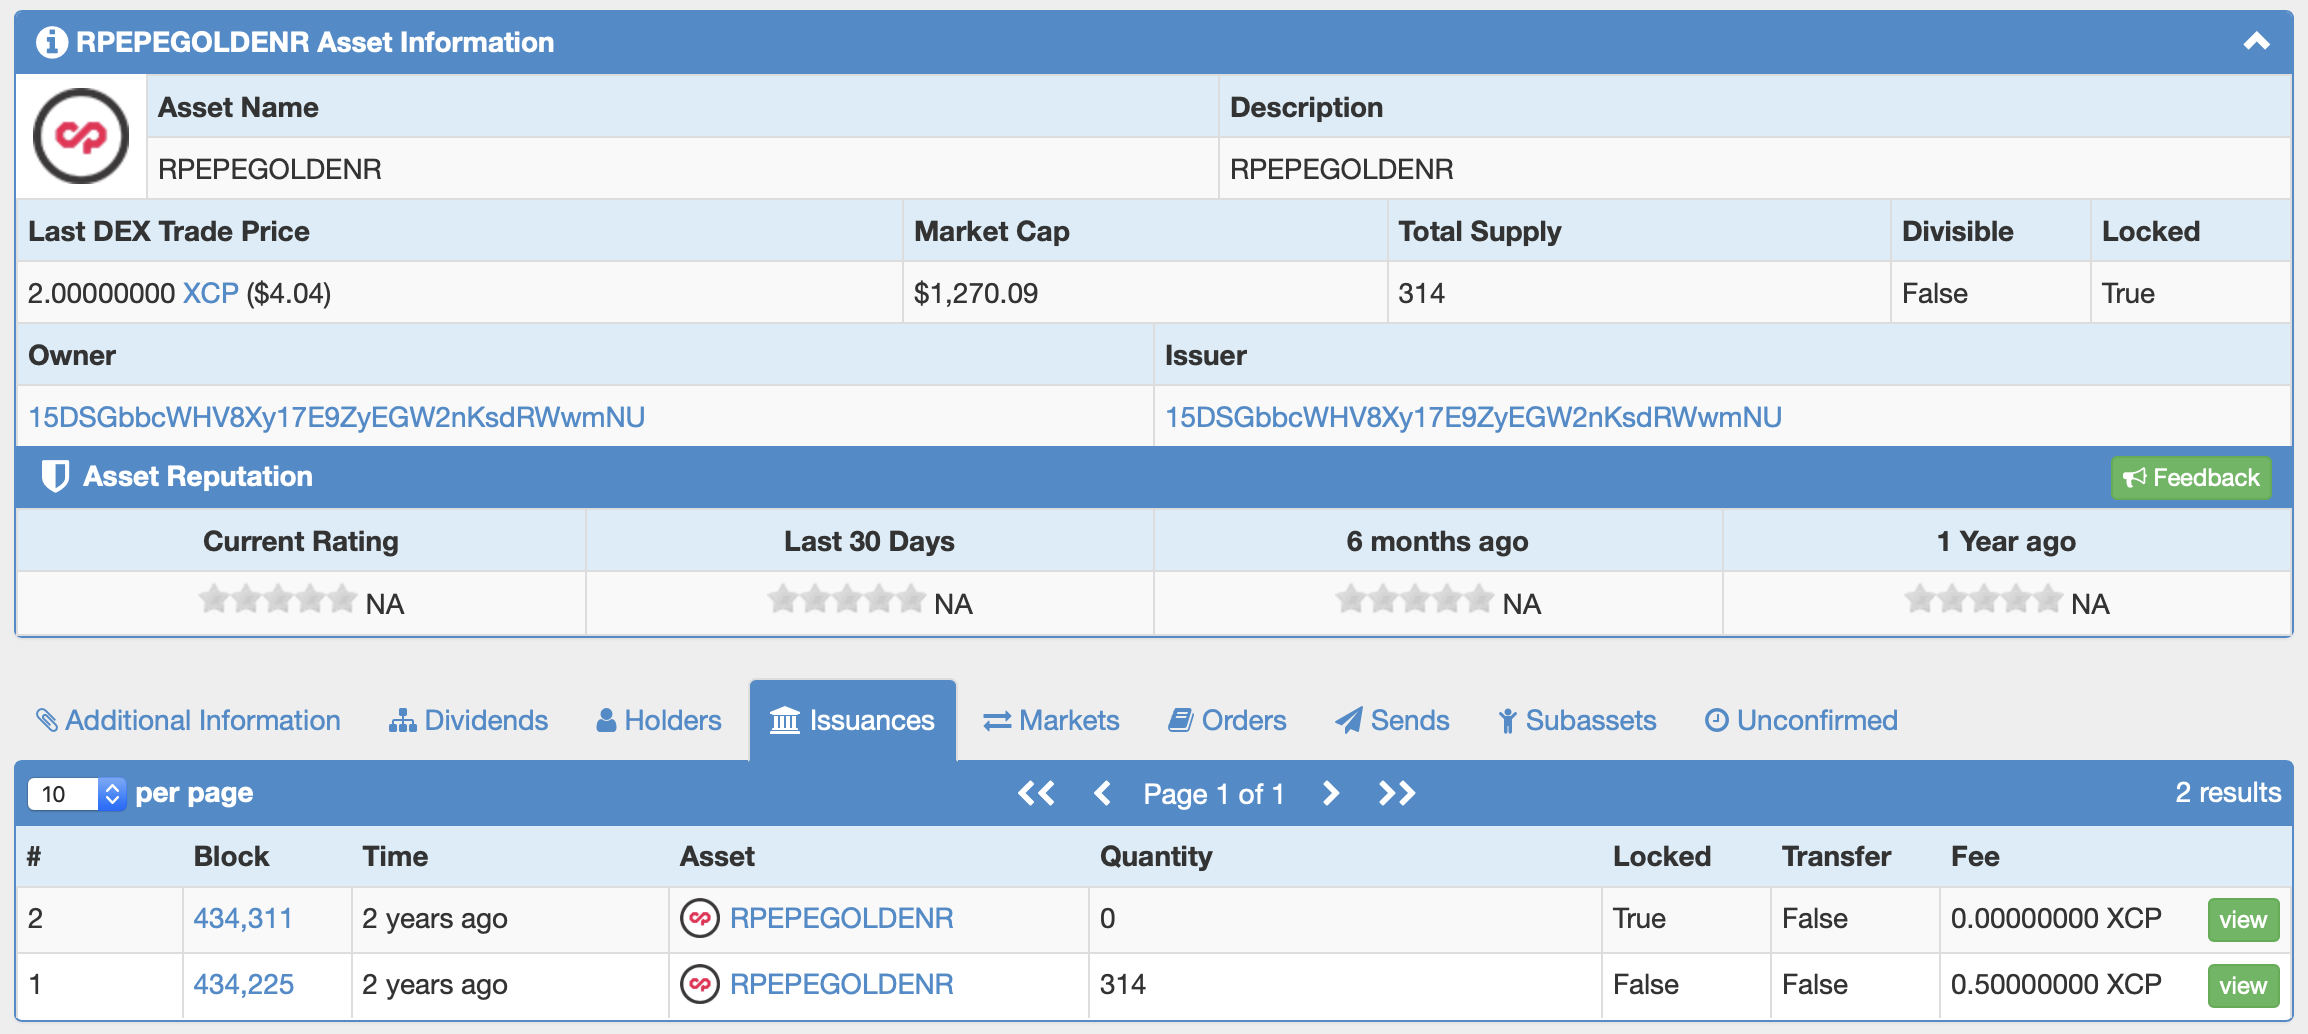 RPEPEGOLDENR Asset Information
Asset Name Description
RPEPEGOLDENR RPEPEGOLDENR
Last DEX Trade Price Market Cap Total Supply Divisible Locked
2.00000000 XCP ($4.04) $1,270.09 314 False True
Owner Issuer
15DSGbbcWHV8Xy17E9ZyEGW2nKsdRWwmNU 15DSGbbcWHV8Xy17E9ZyEGW2nKsdRWwmNU
Asset Reputation Feedback
Current Rating Last 30 Days 6 months ago 1 Year ago
NA NA NA NA
Additional Information Dividends Holders Issuances Markets Orders Sends Subassets Unconfirmed
10 per page << < Page 1 of 1 > >> 2 results
# Block Time Asset Quantity Locked Transfer Fee
2 434,311 2 years ago RPEPEGOLDENR 0 True False 0.00000000 XCP view
1 434,225 2 years ago RPEPEGOLDENR 314 False False 0.50000000 XCP view